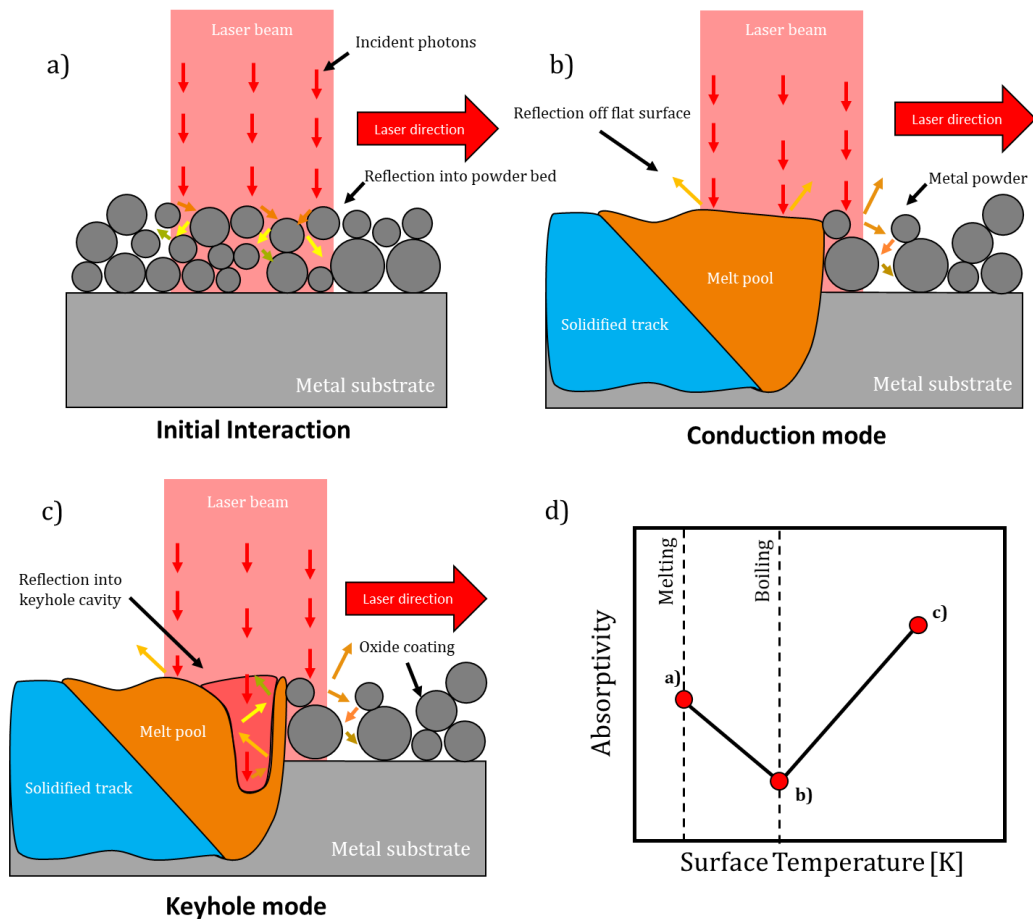 a)
Laser beam
Incident photons
Laser direction
Reflection into powder bed
Metal substrate
Initial Interaction
b)
Laser beam
Reflection off flat surface
Laser direction
Metal powder
Melt pool
Solidified track
Metal substrate
Conduction mode
c)
Laser beam
Reflection into
keyhole cavity
Laser direction
Oxide coating
Melt pool
Solidified track
Metal substrate
Keyhole mode
d)
Melting
Boiling
a)
b)
c)
Absorptivity
Surface Temperature [K]